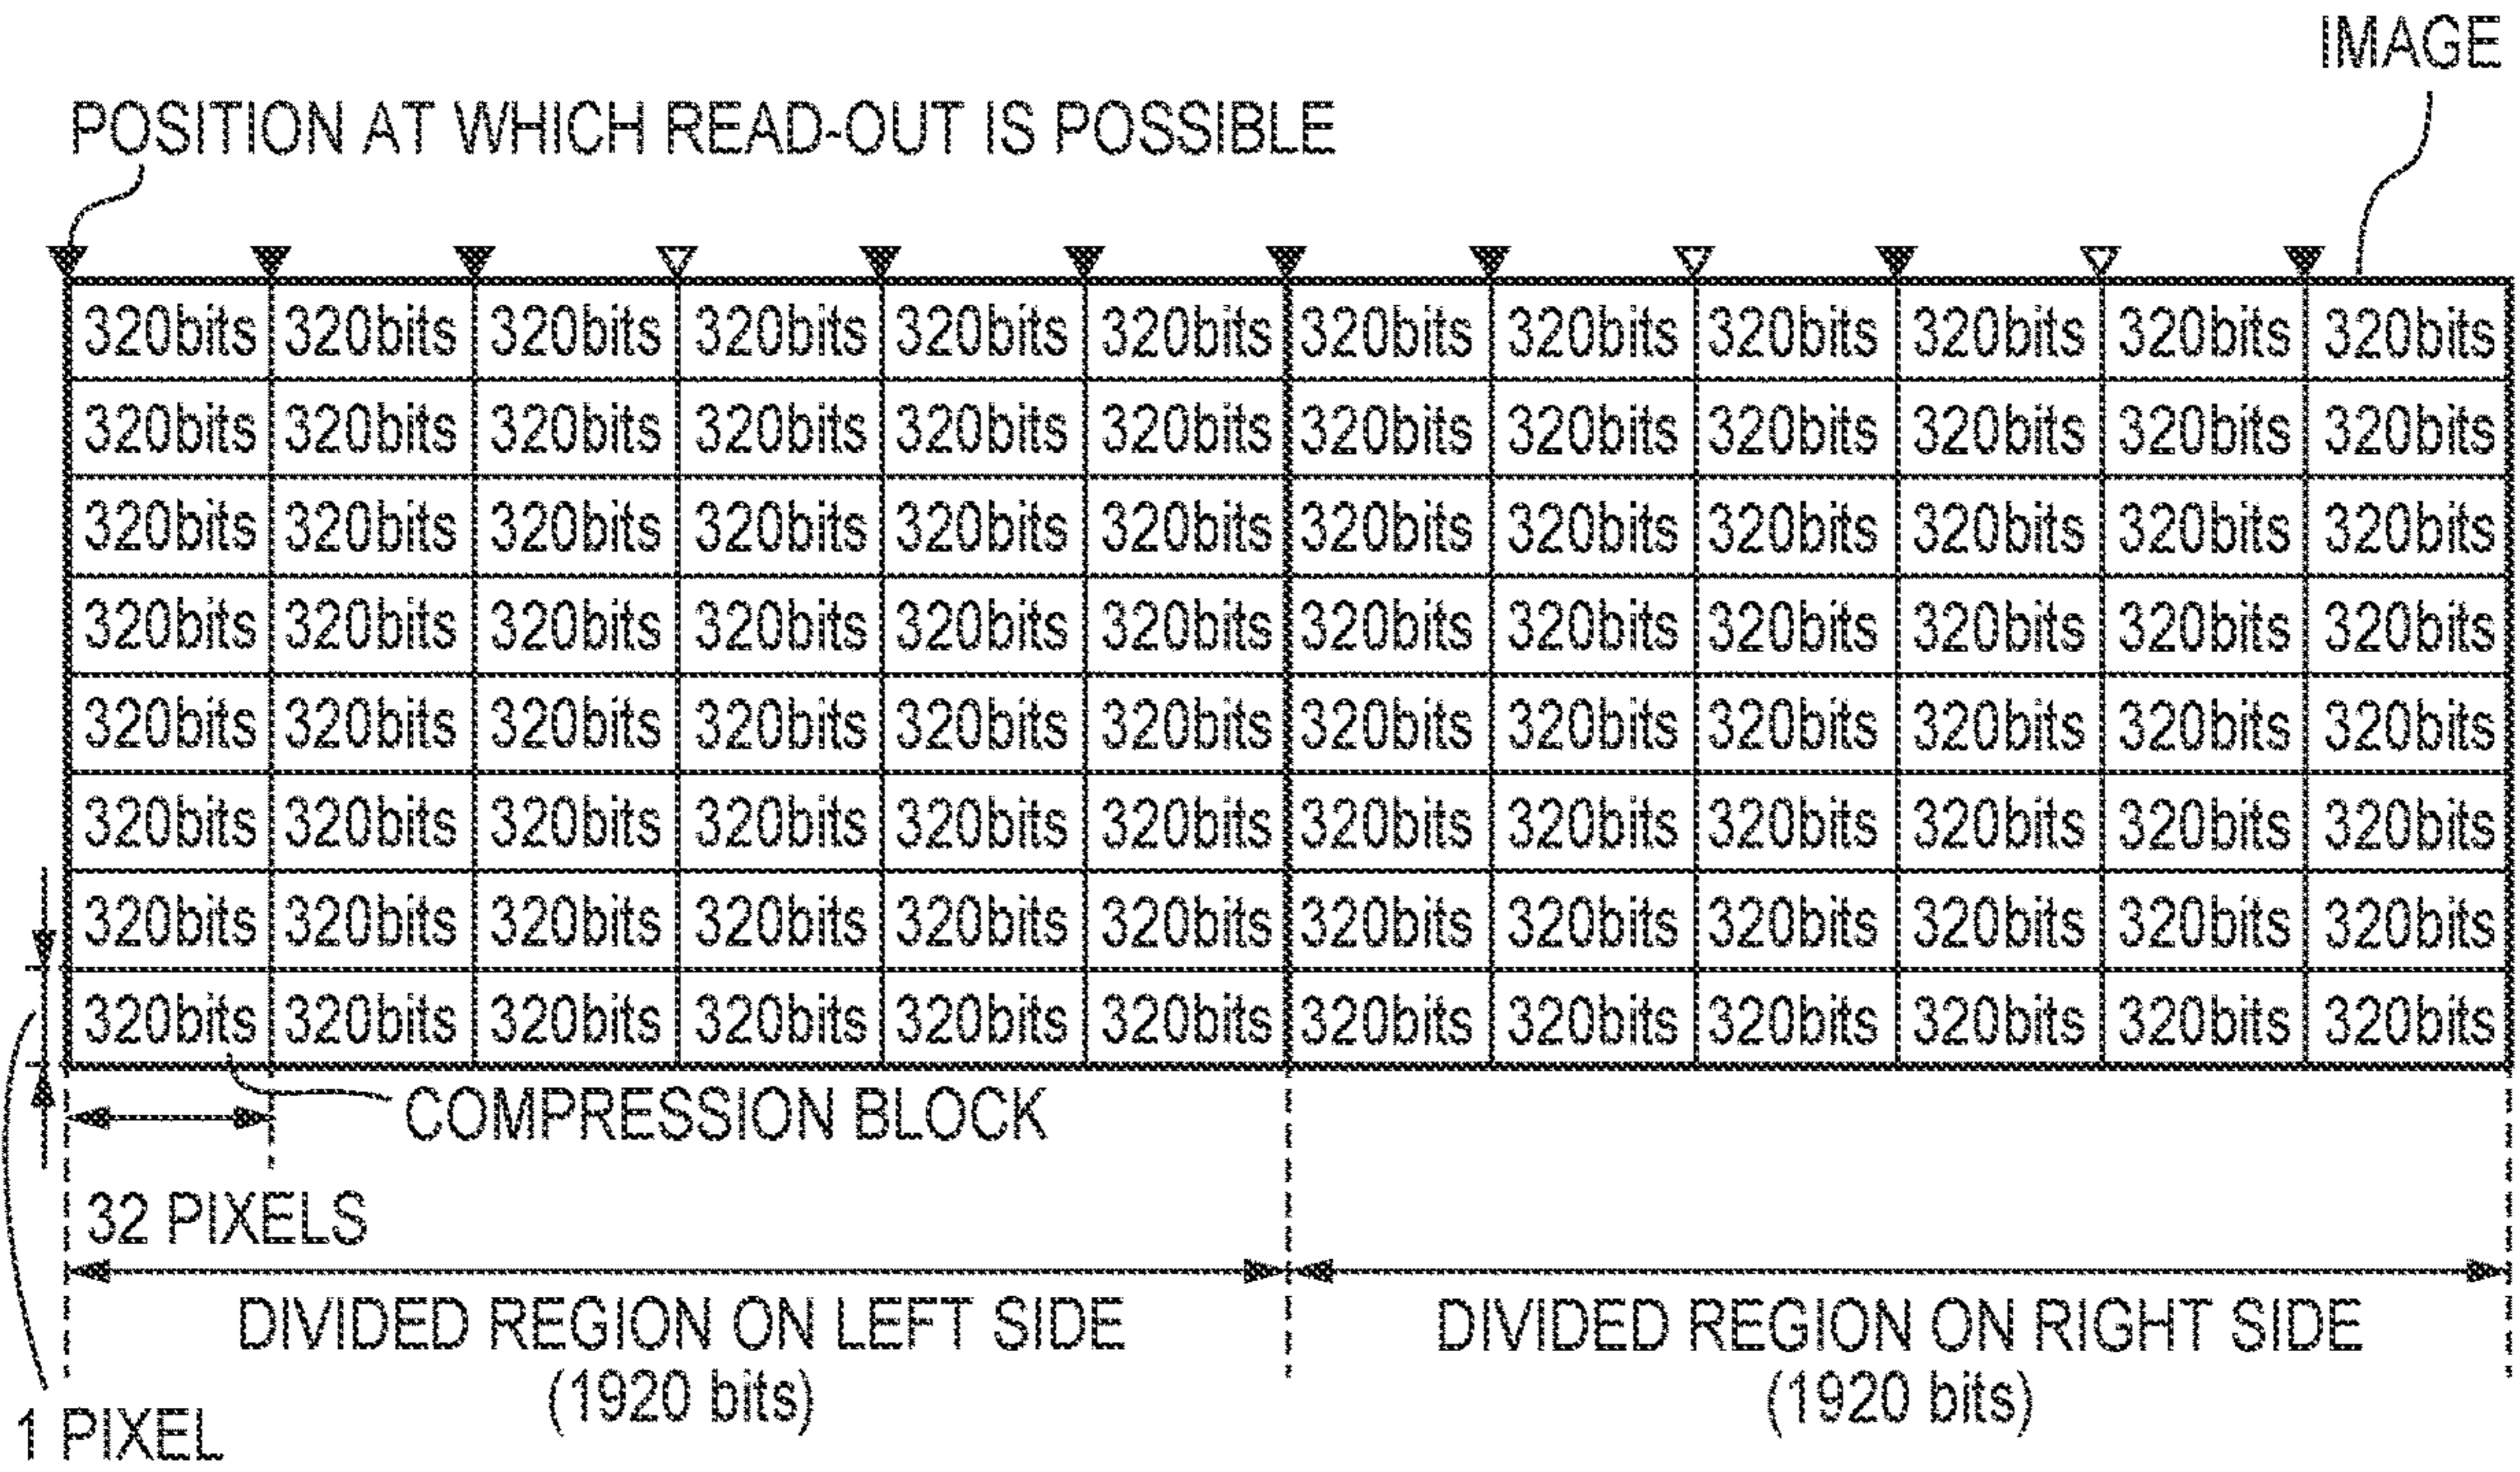 IMAGE
POSITION AT WHICH READ-OUT IS POSSIBLE
320bits 320bits 320bits 320bits 320bits 320bits 320bits 320bits 320bits 320bits 320bits 320bits
320bits 320bits 320bits 320bits 320bits 320bits 320bits 320bits 320bits 320bits 320bits 320bits
320bits 320bits 320bits 320bits 320bits 320bits 320bits 320bits 320bits 320bits 320bits 320bits
320bits 320bits 320bits 320bits 320bits 320bits 320bits 320bits 320bits 320bits 320bits 320bits
320bits 320bits 320bits 320bits 320bits 320bits 320bits 320bits 320bits 320bits 320bits 320bits
320bits 320bits 320bits 320bits 320bits 320bits 320bits 320bits 320bits 320bits 320bits 320bits
320bits 320bits 320bits 320bits 320bits 320bits 320bits 320bits 320bits 320bits 320bits 320bits
320bits 320bits 320bits 320bits 320bits 320bits 320bits 320bits 320bits 320bits 320bits 320bits
COMPRESSION BLOCK
32 PIXELS
DIVIDED REGION ON LEFT SIDE
(1920 bits)
DIVIDED REGION ON RIGHT SIDE
(1920 bits)
1 PIXEL